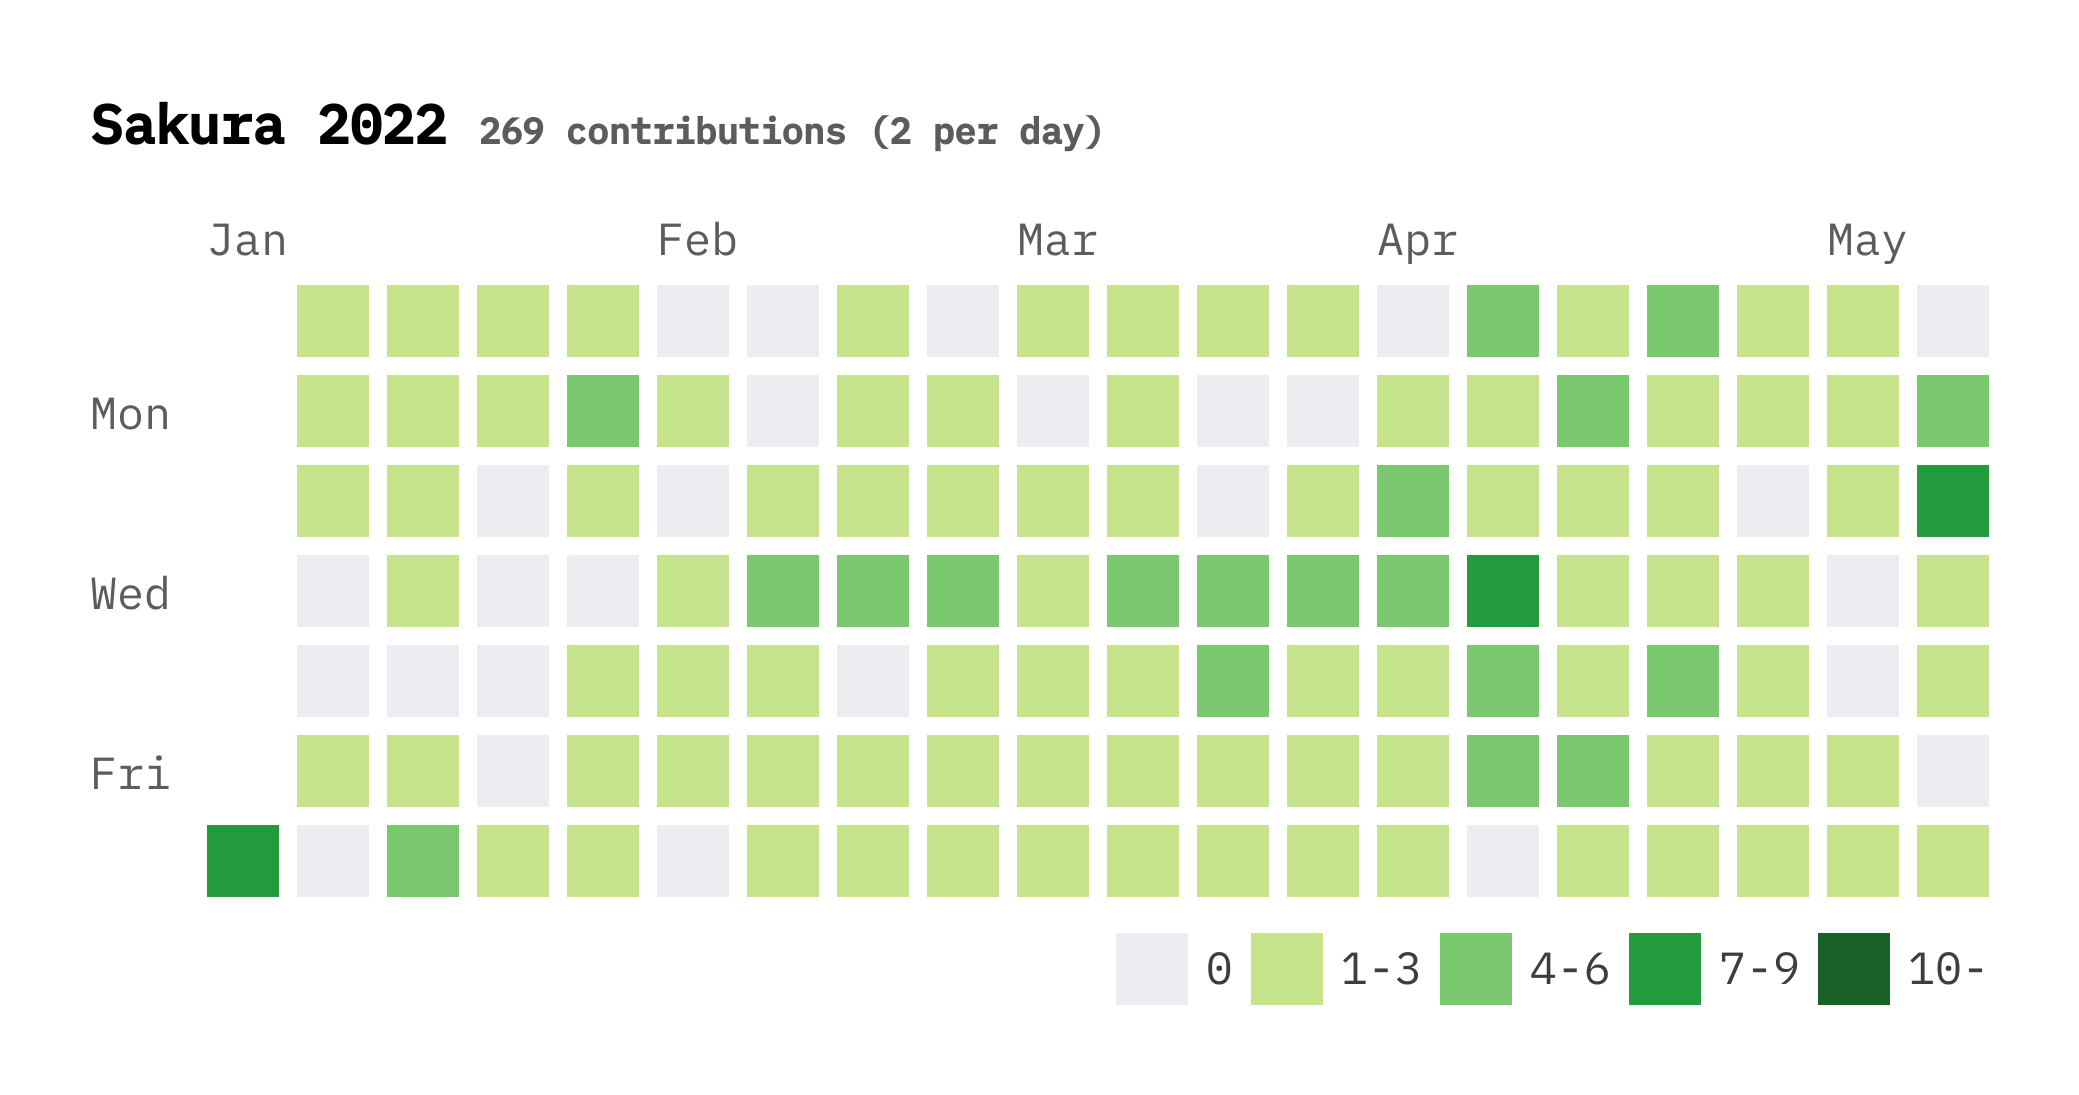 Sakura 2022 269 contributions (2 per day)
Jan Feb Mar Apr May
Mon
Wed
Fri
0 1-3 4-6 7-9 10-